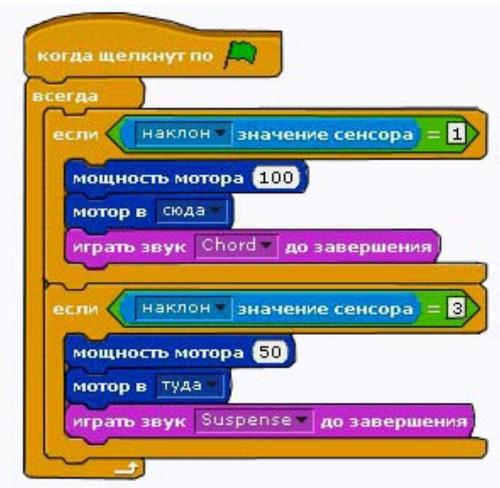 когда щелкнут по
всегда
если наклон значение сенсора = 1
мощность мотора 100
мотор в сюда
играть звук Chord до завершения
если наклон значение сенсора = 3
мощность мотора 50
мотор в туда
играть звук Suspense до завершения